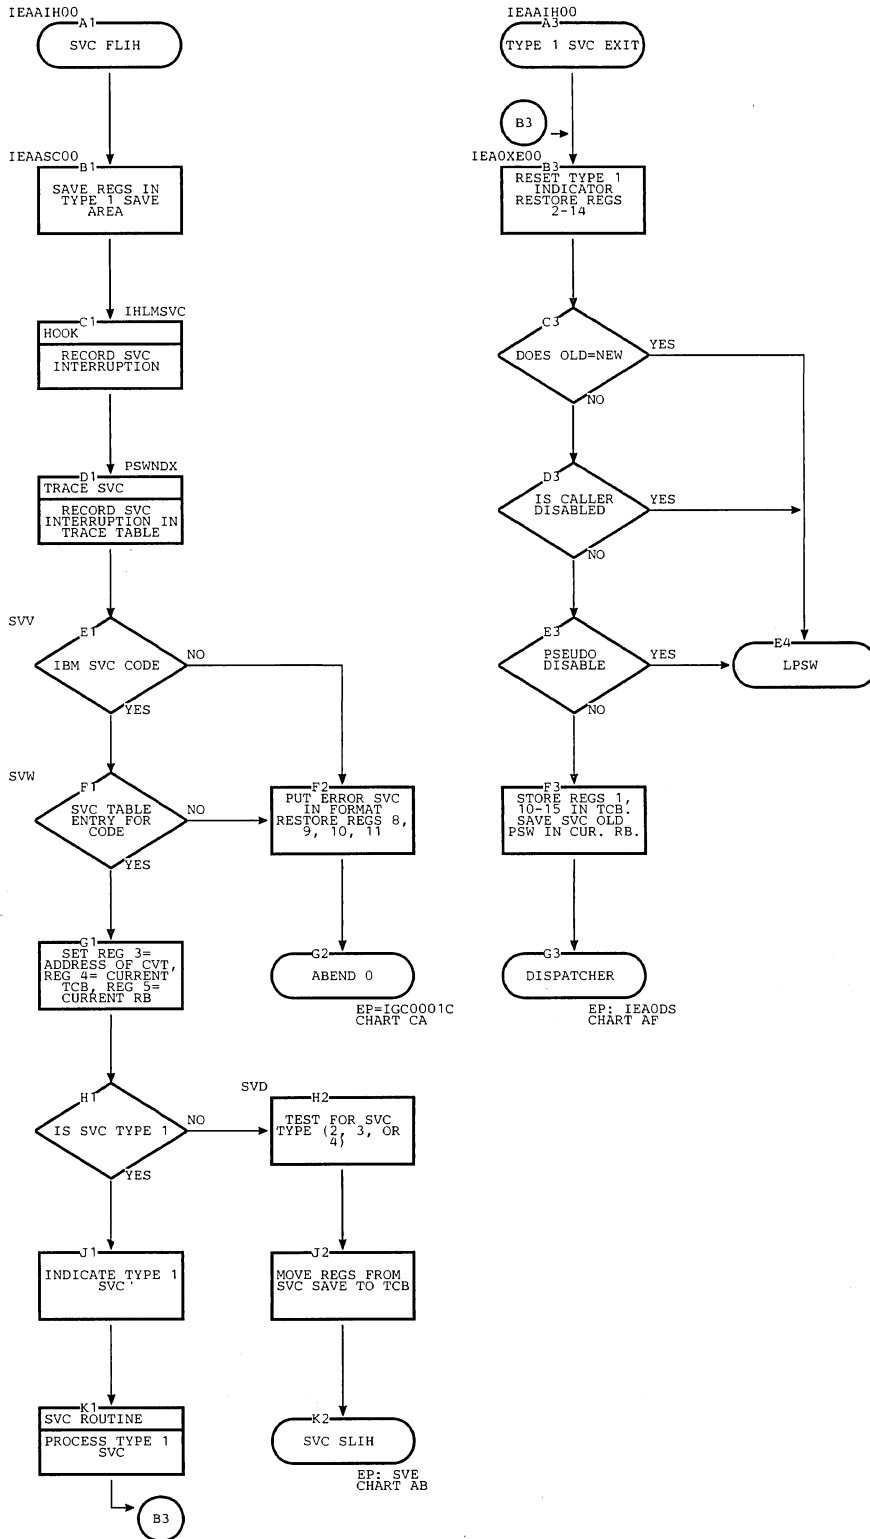 IEAAIH00
A1
SVC FLIH
IEAASC00
B1
SAVE REGS IN
TYPE 1 SAVE
AREA
IHLMSVC
C1
HOOK
RECORD SVC
INTERRUPTION
PSWNDX
D1
TRACE SVC
RECORD SVC
INTERRUPTION IN
TRACE TABLE
SVV
E1
IBM SVC CODE
NO
YES
SVW
F1
SVC TABLE
ENTRY FOR
CODE
NO
YES
F2
PUT ERROR SVC
IN FORMAT
RESTORE REGS 8,
9, 10, 11
G1
SET REG 3=
ADDRESS OF CVT,
REG 4= CURRENT
TCB, REG 5=
CURRENT RB
G2
ABEND 0
EP=IGC0001C
CHART CA
H1
IS SVC TYPE 1
NO
YES
SVD
H2
TEST FOR SVC
TYPE (2, 3, OR
4)
J1
INDICATE TYPE 1
SVC
J2
MOVE REGS FROM
SVC SAVE TO TCB
K1
SVC ROUTINE
PROCESS TYPE 1
SVC
K2
SVC SLIH
EP: SVE
CHART AB
B3
IEAAIH00
A3
TYPE 1 SVC EXIT
B3
IEA0XE00
B3
RESET TYPE 1
INDICATOR
RESTORE REGS
2-14
C3
DOES OLD=NEW
YES
NO
D3
IS CALLER
DISABLED
YES
NO
E3
PSEUDO
DISABLE
YES
NO
E4
LPSW
F3
STORE REGS 1,
10-15 IN TCB.
SAVE SVC OLD
PSW IN CUR. RB.
G3
DISPATCHER
EP: IEA0DS
CHART AF